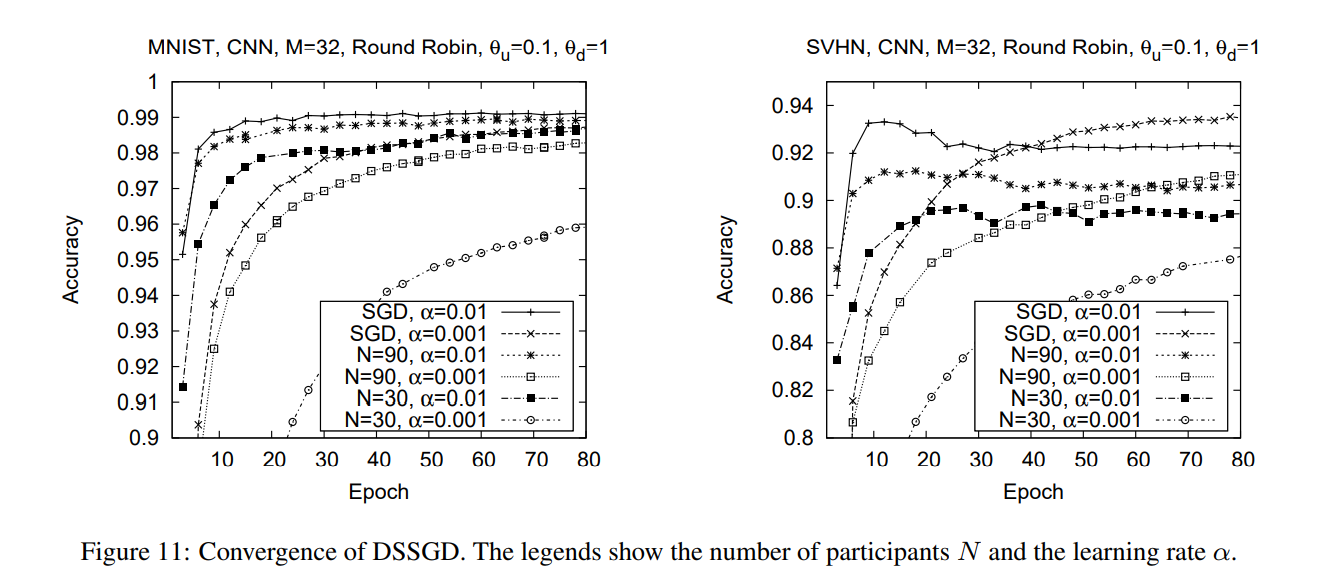 MNIST, CNN, M=32, Round Robin, θu=0.1, θd=1
1
0.99
0.98
0.97
0.96
0.95
0.94
0.93
0.92
0.91
0.9
Accuracy
SGD, α=0.01
SGD, α=0.001
N=90, α=0.01
N=90, α=0.001
N=30, α=0.01
N=30, α=0.001
10 20 30 40 50 60 70 80
Epoch
SVHN, CNN, M=32, Round Robin, θu=0.1, θd=1
0.94
0.92
0.9
0.88
0.86
0.84
0.82
0.8
Accuracy
SGD, α=0.01
SGD, α=0.001
N=90, α=0.01
N=90, α=0.001
N=30, α=0.01
N=30, α=0.001
10 20 30 40 50 60 70 80
Epoch
Figure 11: Convergence of DSSGD. The legends show the number of participants N and the learning rate α.